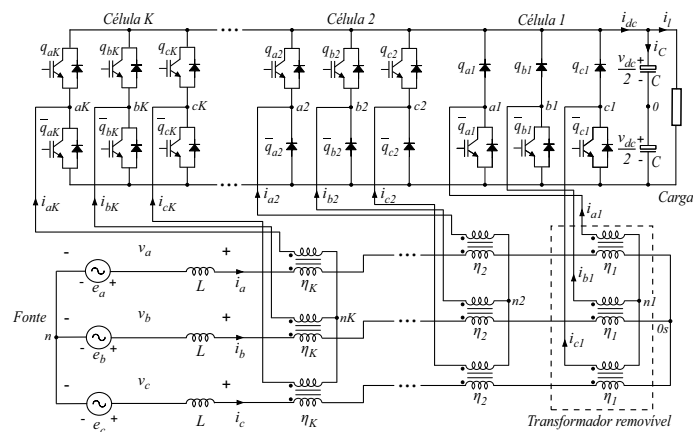 Célula K ... Célula 2 Célula 1 i_dc i_l
q_aK q_bK q_cK q_a2 q_b2 q_c2 q_a1 q_b1 q_c1 v_dc/2 + - C i_C
aK bK cK a2 b2 c2 a1 b1 c1 0
q̅_aK q̅_bK q̅_cK q̅_a2 q̅_b2 q̅_c2 q̅_a1 q̅_b1 q̅_c1 v_dc/2 + - C
...
Carga
i_aK i_bK i_cK i_a2 i_b2 i_c2 i_a1
- v_a + ...
- e_a + L i_a η_K η_2 η_1
i_b1
Fonte - v_b + nK ... n2 n1
n - e_b + L i_b η_K η_2 η_1 0s
i_c1
- v_c + ...
- e_c + L i_c η_K η_2 η_1
Transformador removível